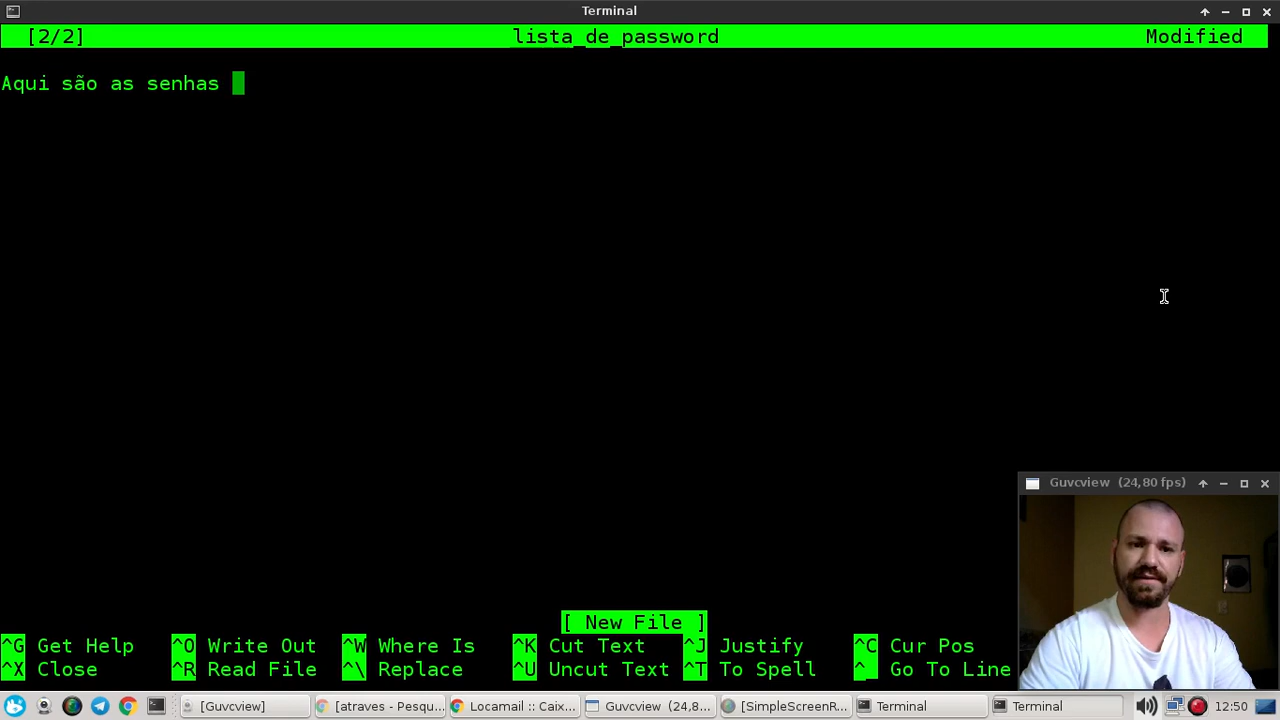 Terminal
[2/2] lista_de_password Modified
Aqui são as senhas
Guvcview (24,80 fps)
[ New File ]
^G Get Help ^O Write Out ^W Where Is ^K Cut Text ^J Justify ^C Cur Pos
^X Close ^R Read File ^\ Replace ^U Uncut Text ^T To Spell ^_ Go To Line
[Guvcview] [atraves - Pesqu... Locamail :: Caix... Guvcview (24,8... [SimpleScreenR... Terminal Terminal 12:50